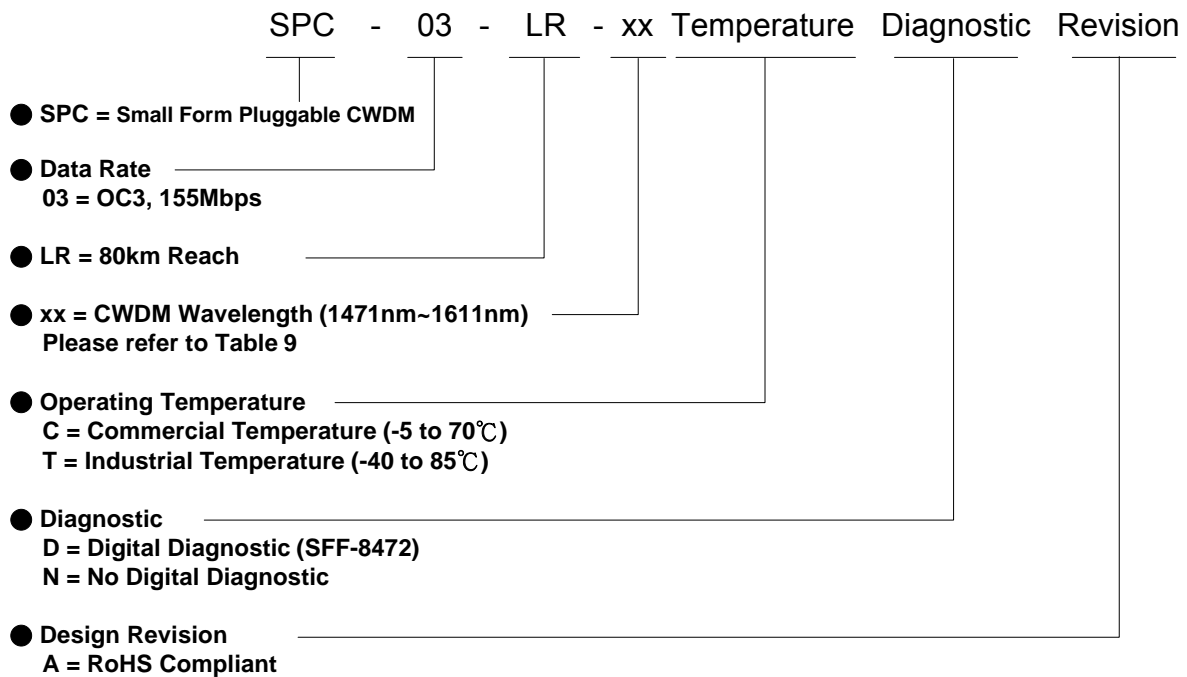 SPC - 03 - LR - xx Temperature Diagnostic Revision
● SPC = Small Form Pluggable CWDM
● Data Rate
03 = OC3, 155Mbps
● LR = 80km Reach
● xx = CWDM Wavelength (1471nm~1611nm)
Please refer to Table 9
● Operating Temperature
C = Commercial Temperature (-5 to 70℃)
T = Industrial Temperature (-40 to 85℃)
● Diagnostic
D = Digital Diagnostic (SFF-8472)
N = No Digital Diagnostic
● Design Revision
A = RoHS Compliant